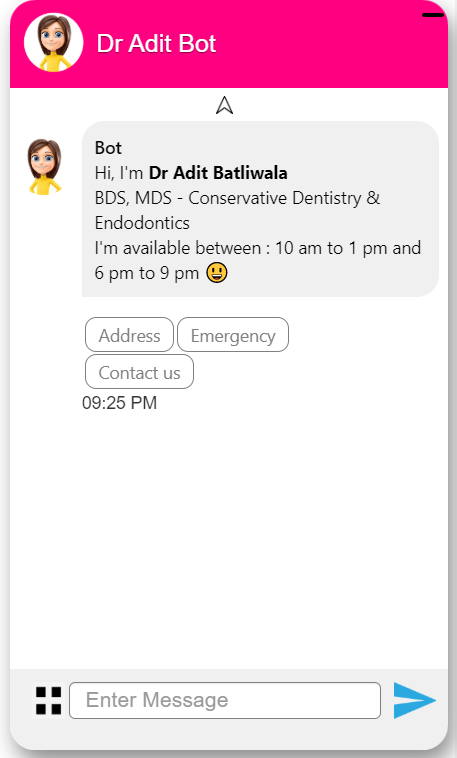 Dr Adit Bot
Bot
Hi, I'm Dr Adit Batliwala
BDS, MDS - Conservative Dentistry &
Endodontics
I'm available between : 10 am to 1 pm and
6 pm to 9 pm 😃
Address Emergency
Contact us
09:25 PM
Enter Message